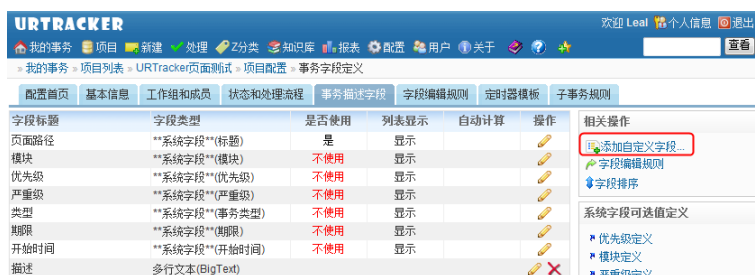 URTRACKER
欢迎 Leal 个人信息 退出
我的事务 项目 新建 处理 Z分类 知识库 报表 配置 用户 关于 查看
» 我的事务 » 项目列表 » URTracker页面测试 » 项目配置 » 事务字段定义
配置首页 基本信息 工作组和成员 状态和处理流程 事务描述字段 字段编辑规则 定时器模板 子事务规则
字段标题 字段类型 是否使用 列表显示 自动计算 操作
页面路径 **系统字段**(标题) 是 显示
模块 **系统字段**(模块) 不使用 显示
优先级 **系统字段**(优先级) 不使用 显示
严重级 **系统字段**(严重级) 不使用 显示
类型 **系统字段**(事务类型) 不使用 显示
期限 **系统字段**(期限) 不使用 显示
开始时间 **系统字段**(开始时间) 不使用 显示
描述 多行文本(BigText)
相关操作
添加自定义字段...
字段编辑规则
字段排序
系统字段可选值定义
优先级定义
模块定义
严重级定义